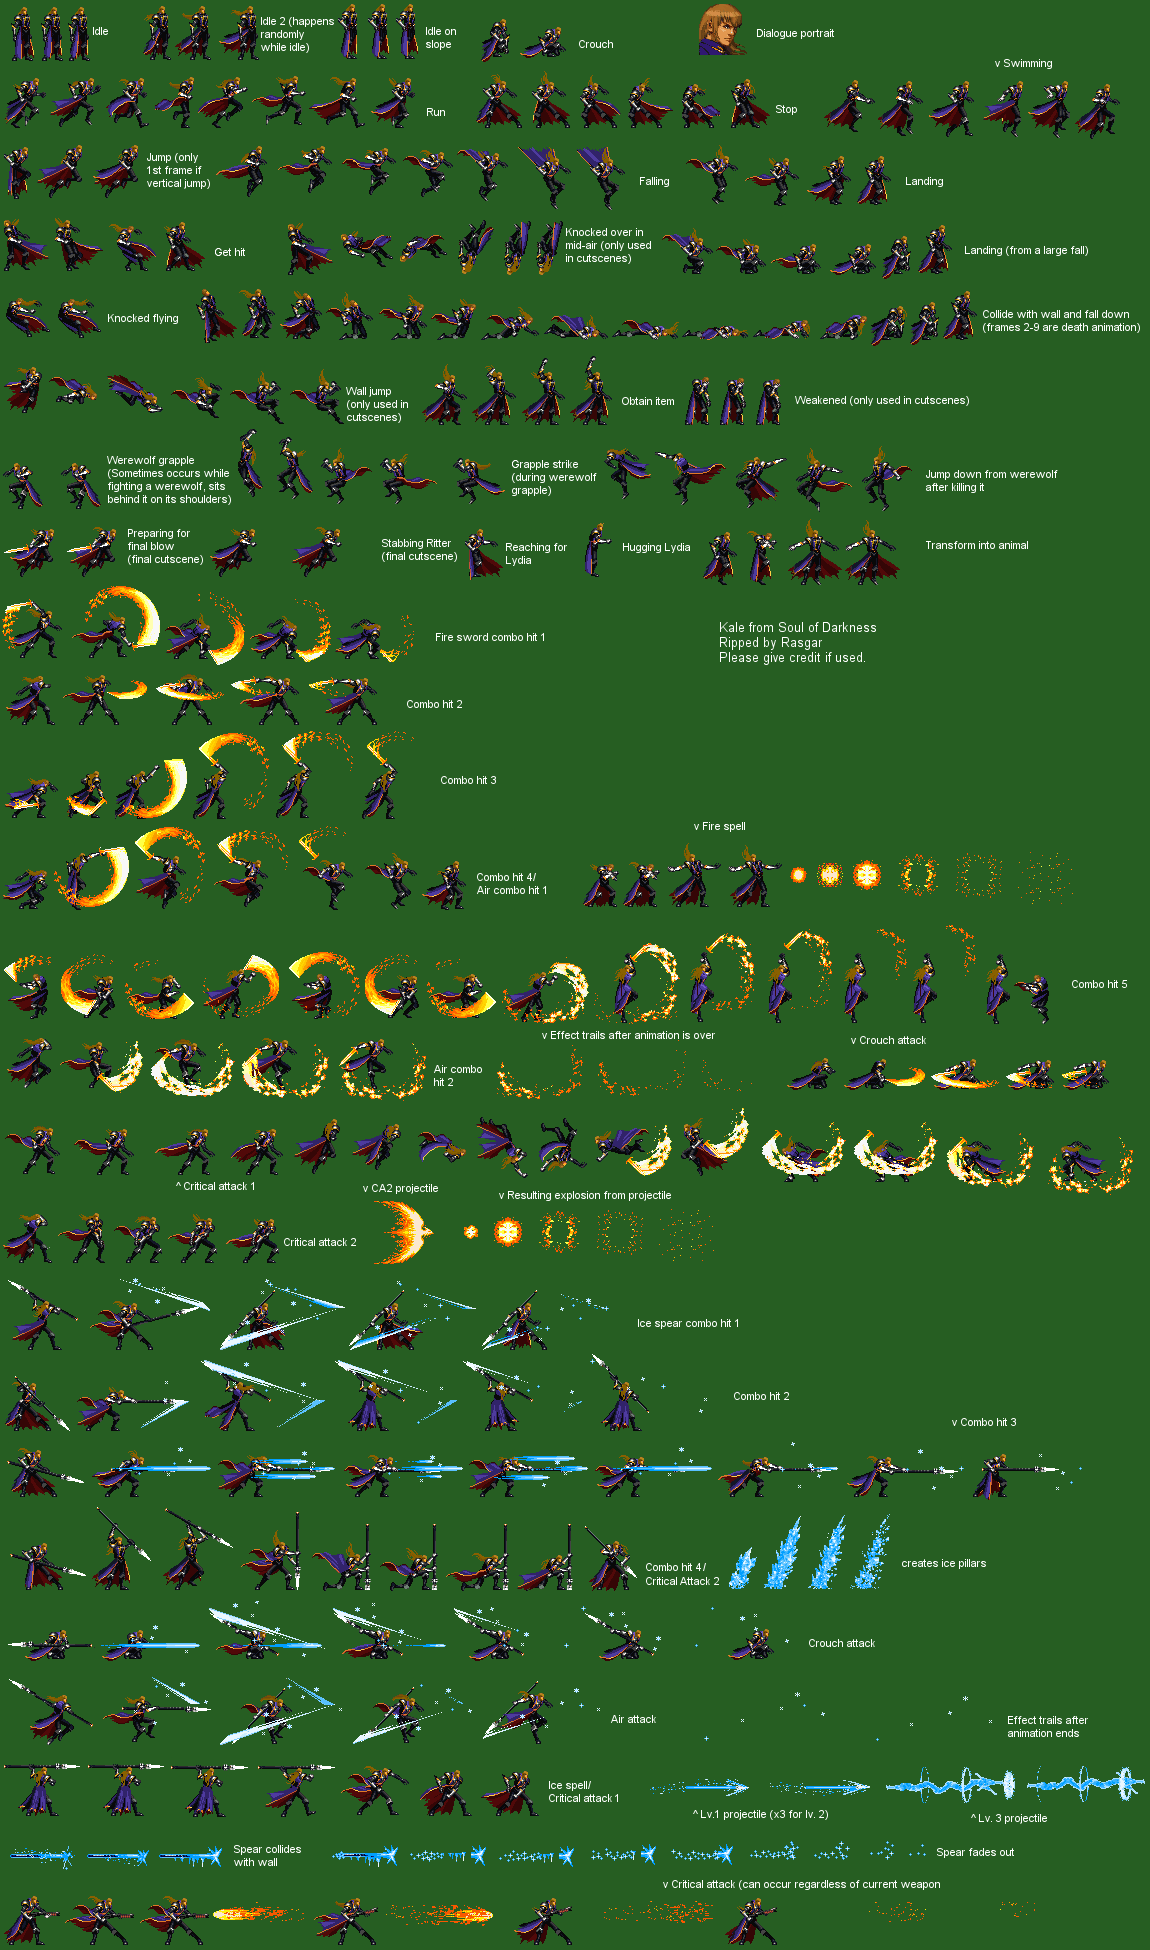 Idle
Idle 2 (happens
randomly
while idle)
Idle on
slope
Crouch
Dialogue portrait
v Swimming
Run
Stop
Jump (only
1st frame if
vertical jump)
Falling
Landing
Get hit
Knocked over in
mid-air (only used
in cutscenes)
Landing (from a large fall)
Knocked flying
Collide with wall and fall down
(frames 2-9 are death animation)
Wall jump
(only used in
cutscenes)
Obtain item
Weakened (only used in cutscenes)
Werewolf grapple
(Sometimes occurs while
fighting a werewolf, sits
behind it on its shoulders)
Grapple strike
(during werewolf
grapple)
Jump down from werewolf
after killing it
Preparing for
final blow
(final cutscene)
Stabbing Ritter
(final cutscene)
Reaching for
Lydia
Hugging Lydia
Transform into animal
Fire sword combo hit 1
Kale from Soul of Darkness
Ripped by Rasgar
Please give credit if used.
Combo hit 2
Combo hit 3
v Fire spell
Combo hit 4/
Air combo hit 1
Combo hit 5
v Effect trails after animation is over
v Crouch attack
Air combo
hit 2
^ Critical attack 1
v CA2 projectile
v Resulting explosion from projectile
Critical attack 2
Ice spear combo hit 1
Combo hit 2
v Combo hit 3
Combo hit 4/
Critical Attack 2
creates ice pillars
Crouch attack
Air attack
Effect trails after
animation ends
Ice spell/
Critical attack 1
^ Lv.1 projectile (x3 for lv. 2)
^ Lv. 3 projectile
Spear collides
with wall
Spear fades out
v Critical attack (can occur regardless of current weapon